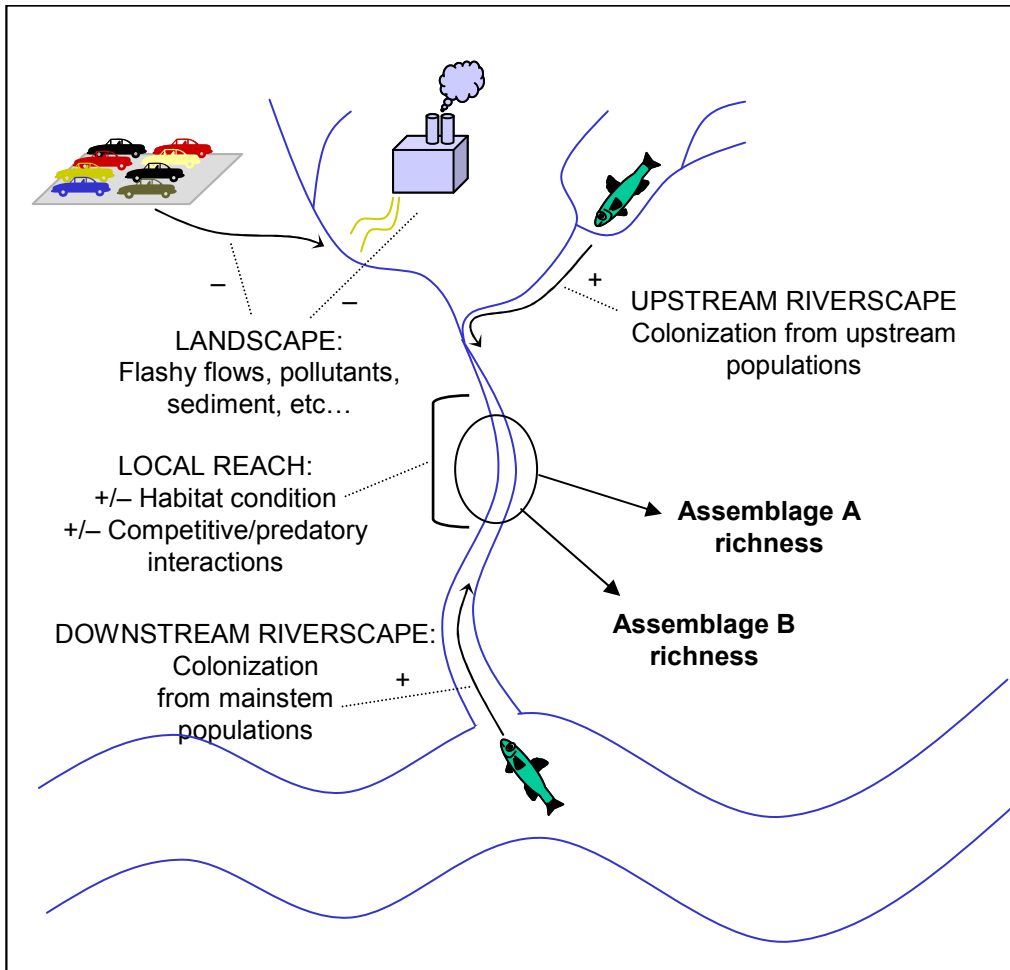 –
–
LANDSCAPE:
Flashy flows, pollutants,
sediment, etc…
+
UPSTREAM RIVERSCAPE
Colonization from upstream
populations
LOCAL REACH:
+/– Habitat condition
+/– Competitive/predatory
interactions
Assemblage A
richness
Assemblage B
richness
DOWNSTREAM RIVERSCAPE:
Colonization
from mainstem
populations
+